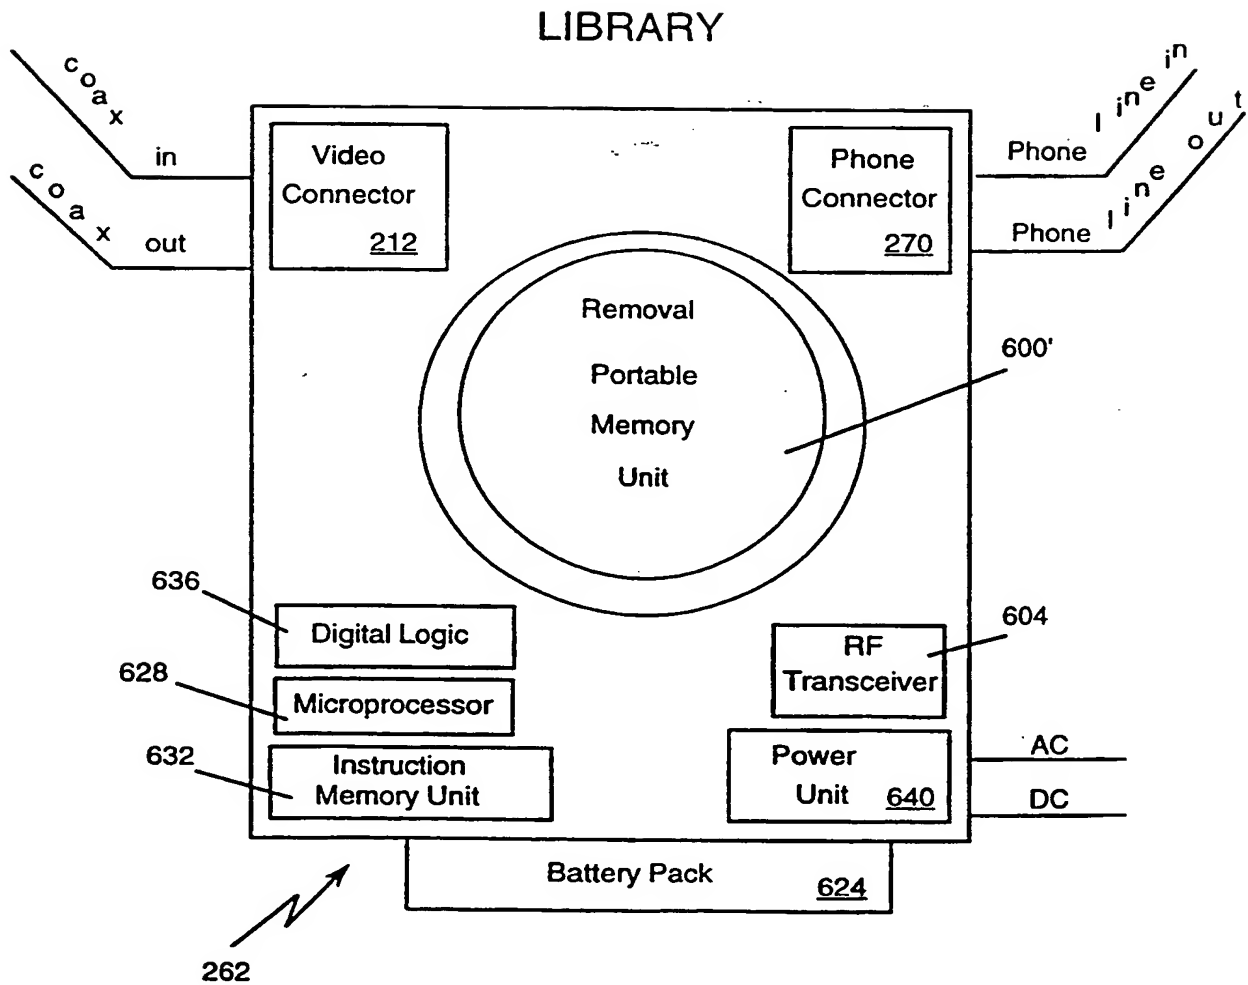 LIBRARY
coax
in
coax
out
Video
Connector
212
Phone
Connector
270
Phone line in
Phone line out
Removal
Portable
Memory
Unit
600'
636
Digital Logic
628
Microprocessor
632
Instruction
Memory Unit
604
RF
Transceiver
Power
Unit 640
AC
DC
Battery Pack 624
262